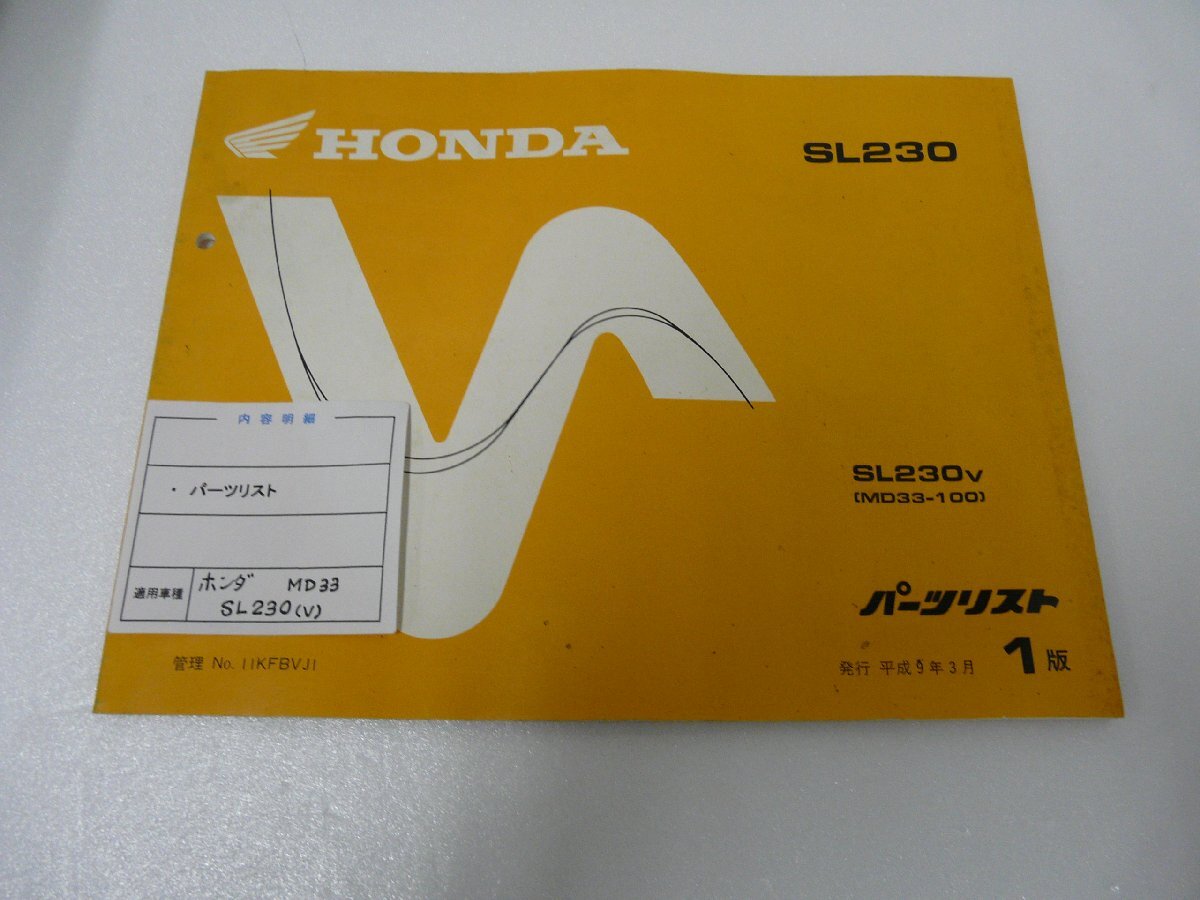 HONDA
SL230
SL230v
(MD33-100)
パーツリスト
発行 平成9年3月 1版
内容明細
・パーツリスト
適用車種 ホンダ MD33
SL230(V)
管理 No. 11KFBVJ1